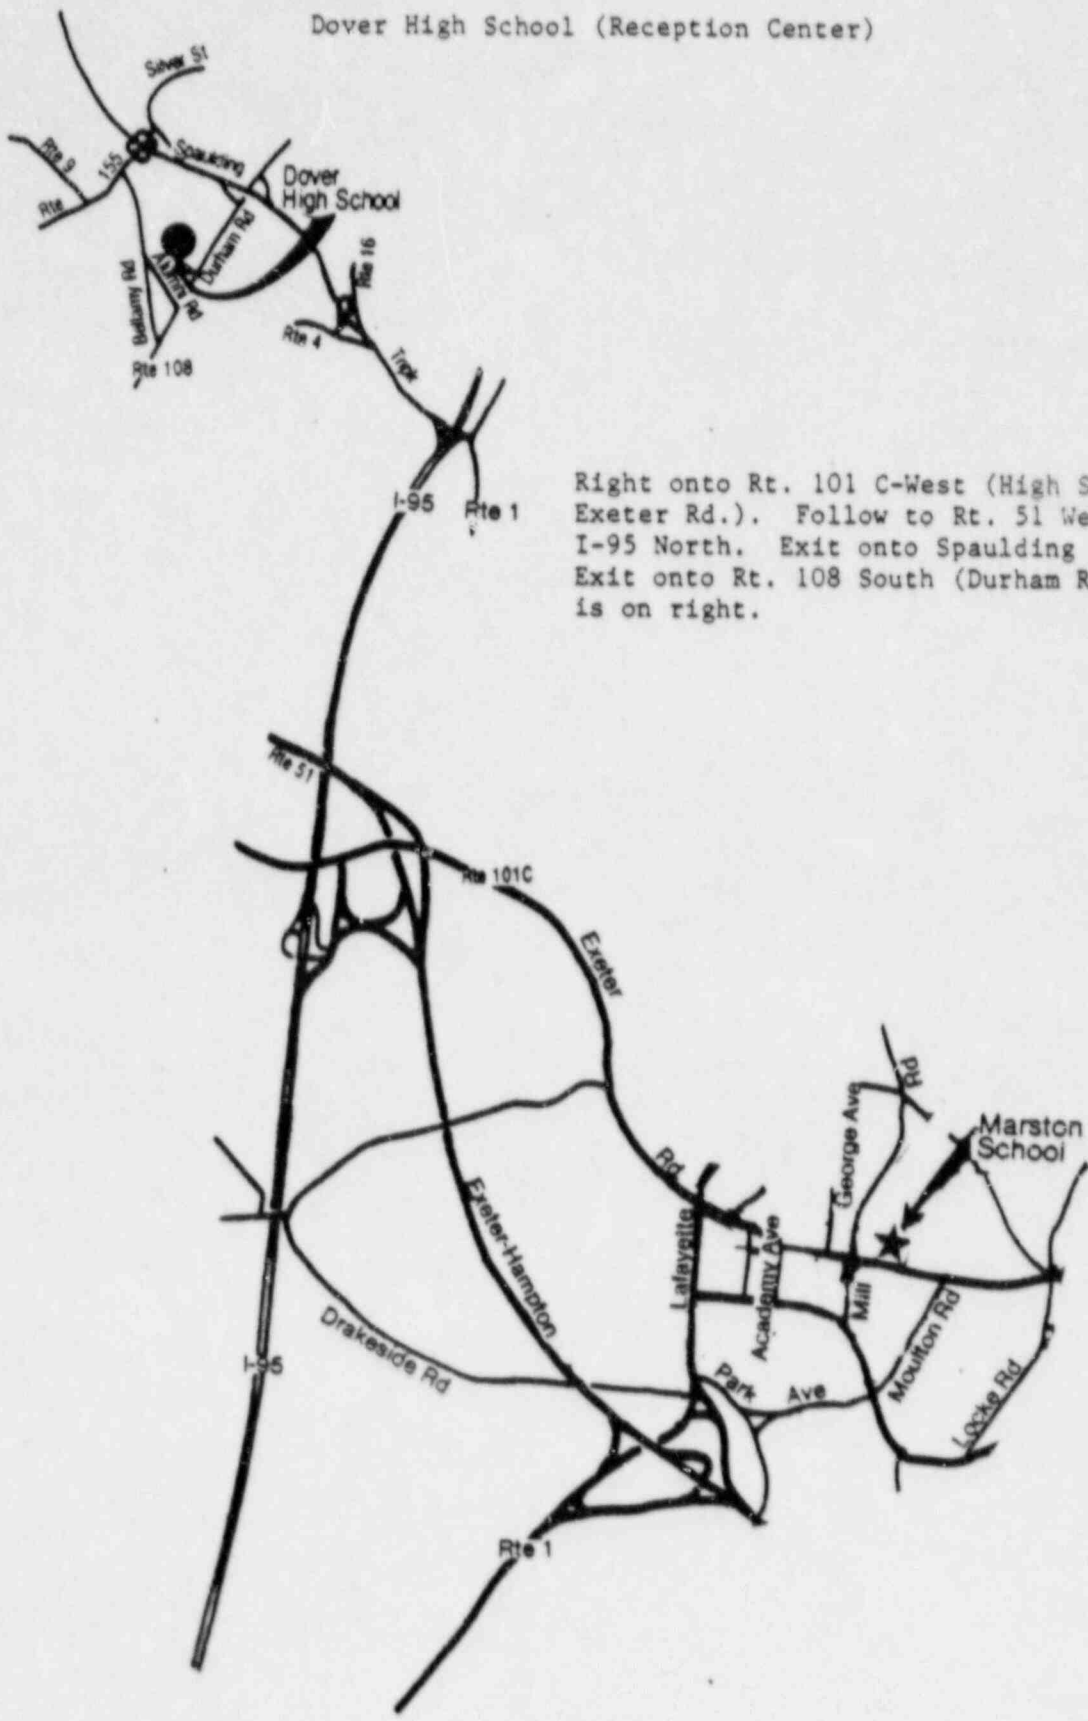 Dover High School (Reception Center)
Silver St
Rte 9
155
Spaulding
Rte
Dover
High School
Durham Rd
Alumni Rd
Bellamy Rd
Rte 16
Rte 4
Rte 108
Trpk
I-95
Rte 1
Right onto Rt. 101 C-West (High S
Exeter Rd.). Follow to Rt. 51 We
I-95 North. Exit onto Spaulding
Exit onto Rt. 108 South (Durham R
is on right.
Rte 51
Rte 101C
Exeter
Rd
George Ave
Rd
Marston
School
Exeter-Hampton
Lafayette
Academy Ave
Mill
Moulton Rd
Drakeside Rd
I-95
Park
Ave
Locke Rd
Rte 1